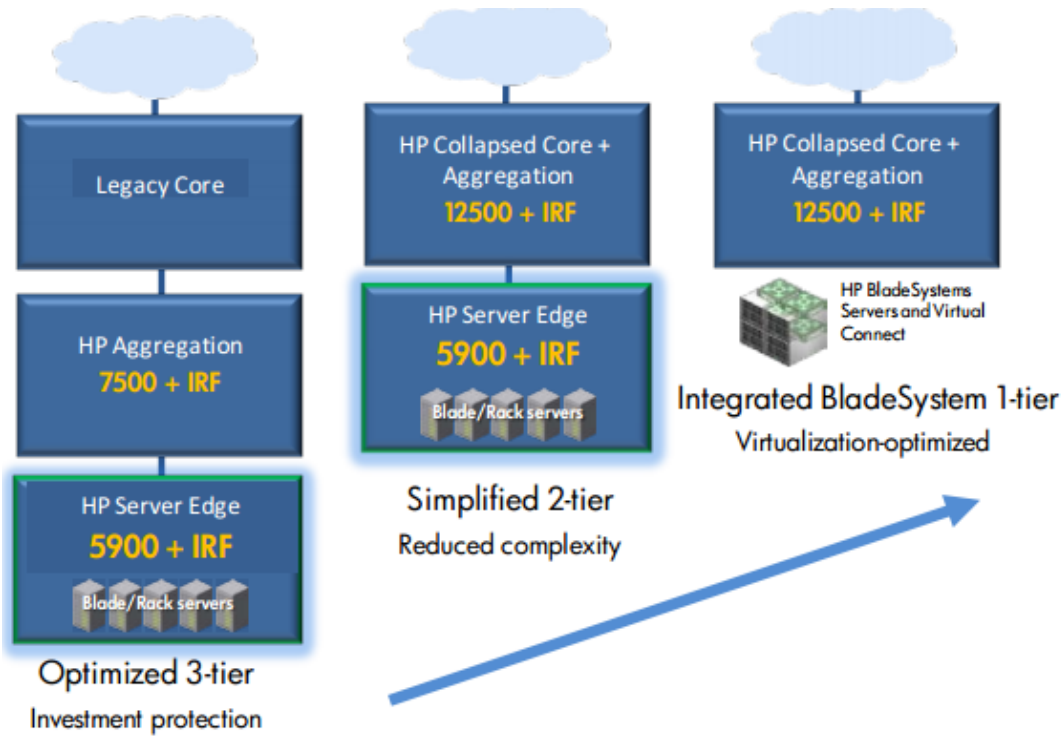 Legacy Core
HP Aggregation
7500 + IRF
HP Server Edge
5900 + IRF
Blade/Rack servers
Optimized 3-tier
Investment protection
HP Collapsed Core +
Aggregation
12500 + IRF
HP Server Edge
5900 + IRF
Blade/Rack servers
Simplified 2-tier
Reduced complexity
HP Collapsed Core +
Aggregation
12500 + IRF
HP BladeSystems
Servers and Virtual
Connect
Integrated BladeSystem 1-tier
Virtualization-optimized